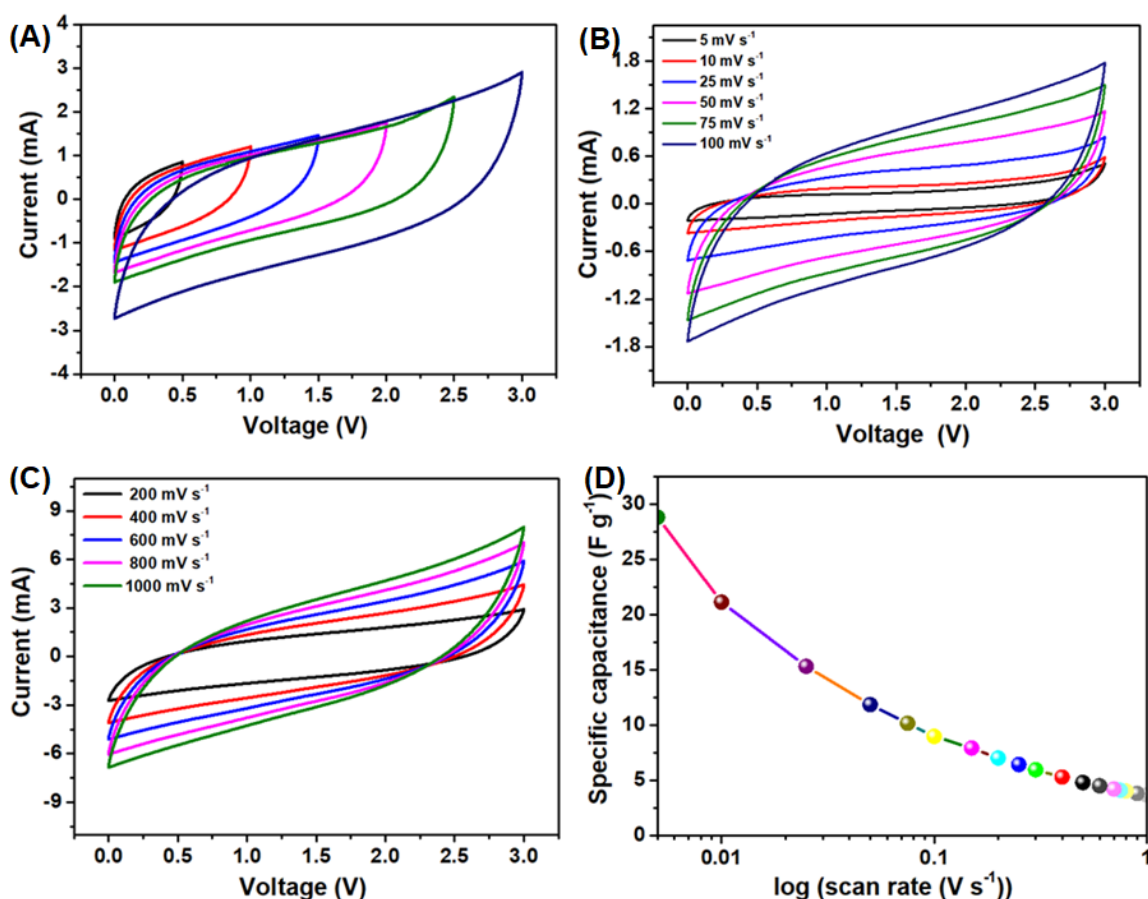 (A)
4
3
2
1
0
-1
-2
-3
-4
Current (mA)
0.0 0.5 1.0 1.5 2.0 2.5 3.0
Voltage (V)
(B)
5 mV s⁻¹
10 mV s⁻¹
25 mV s⁻¹
50 mV s⁻¹
75 mV s⁻¹
100 mV s⁻¹
1.8
1.2
0.6
0.0
-0.6
-1.2
-1.8
Current (mA)
0.0 0.5 1.0 1.5 2.0 2.5 3.0
Voltage (V)
(C)
200 mV s⁻¹
400 mV s⁻¹
600 mV s⁻¹
800 mV s⁻¹
1000 mV s⁻¹
9
6
3
0
-3
-6
-9
Current (mA)
0.0 0.5 1.0 1.5 2.0 2.5 3.0
Voltage (V)
(D)
30
25
20
15
10
5
0
Specific capacitance (F g⁻¹)
0.01 0.1 1
log (scan rate (V s⁻¹))